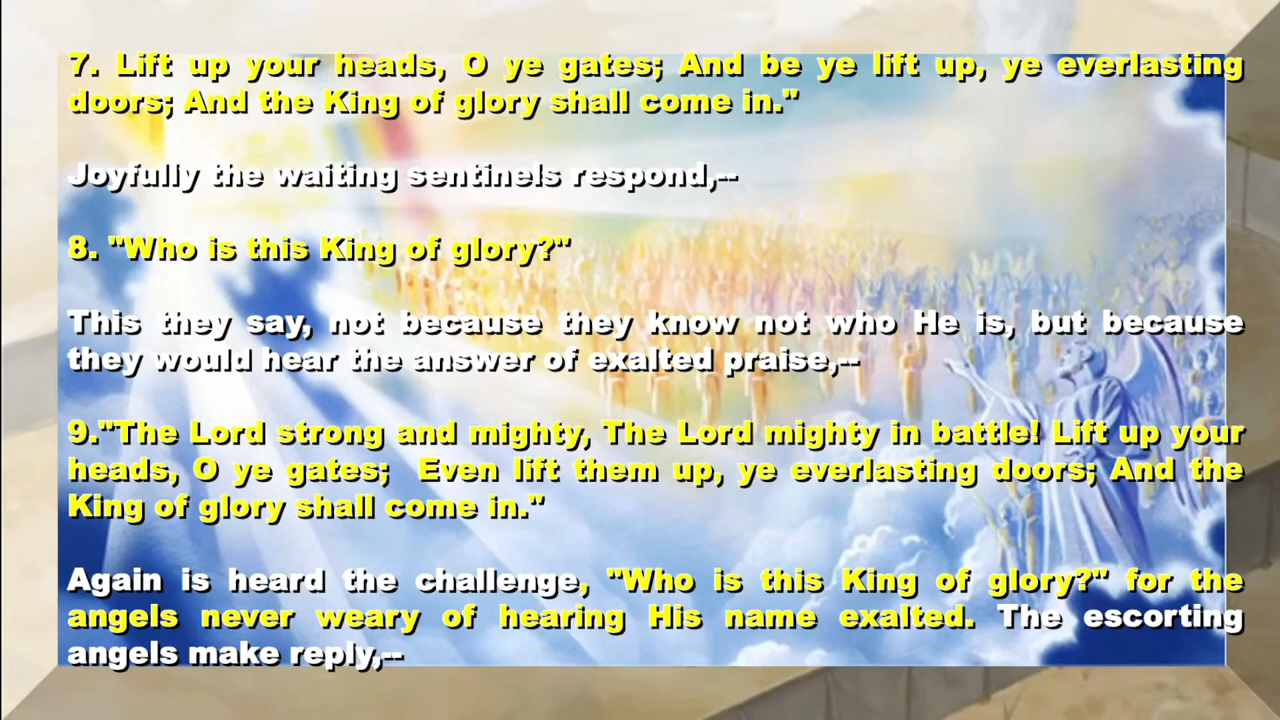 7. Lift up your heads, O ye gates; And be ye lift up, ye everlasting
doors; And the King of glory shall come in."
Joyfully the waiting sentinels respond,--
8. "Who is this King of glory?"
This they say, not because they know not who He is, but because
they would hear the answer of exalted praise,--
9."The Lord strong and mighty, The Lord mighty in battle! Lift up your
heads, O ye gates; Even lift them up, ye everlasting doors; And the
King of glory shall come in."
Again is heard the challenge, "Who is this King of glory?" for the
angels never weary of hearing His name exalted. The escorting
angels make reply,--